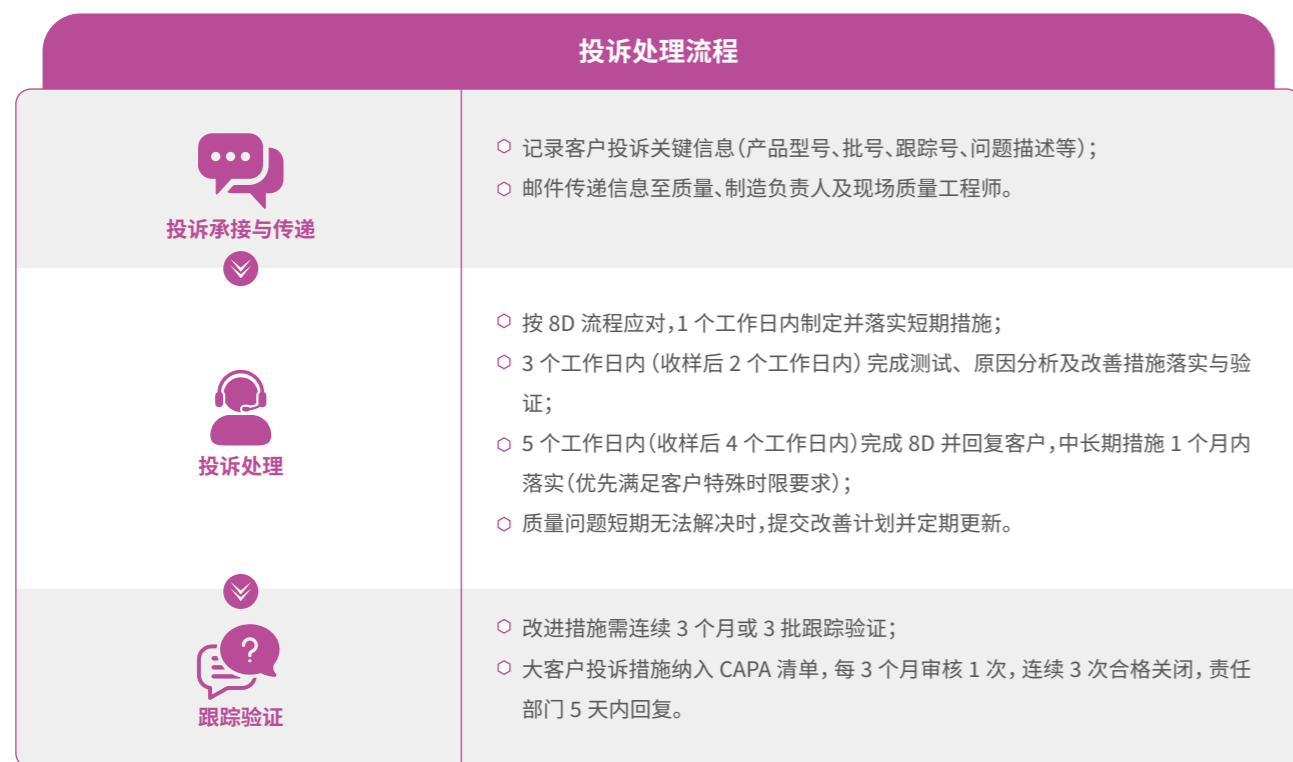 投诉处理流程
投诉承接与传递
记录客户投诉关键信息（产品型号、批号、跟踪号、问题描述等）；
邮件传递信息至质量、制造负责人及现场质量工程师。
投诉处理
按 8D 流程应对，1 个工作日内制定并落实短期措施；
3 个工作日内（收样后 2 个工作日内）完成测试、原因分析及改善措施落实与验
证；
5 个工作日内（收样后 4 个工作日内）完成 8D 并回复客户，中长期措施 1 个月内
落实（优先满足客户特殊时限要求）；
质量问题短期无法解决时，提交改善计划并定期更新。
?
跟踪验证
改进措施需连续 3 个月或 3 批跟踪验证；
大客户投诉措施纳入 CAPA 清单，每 3 个月审核 1 次，连续 3 次合格关闭，责任
部门 5 天内回复。